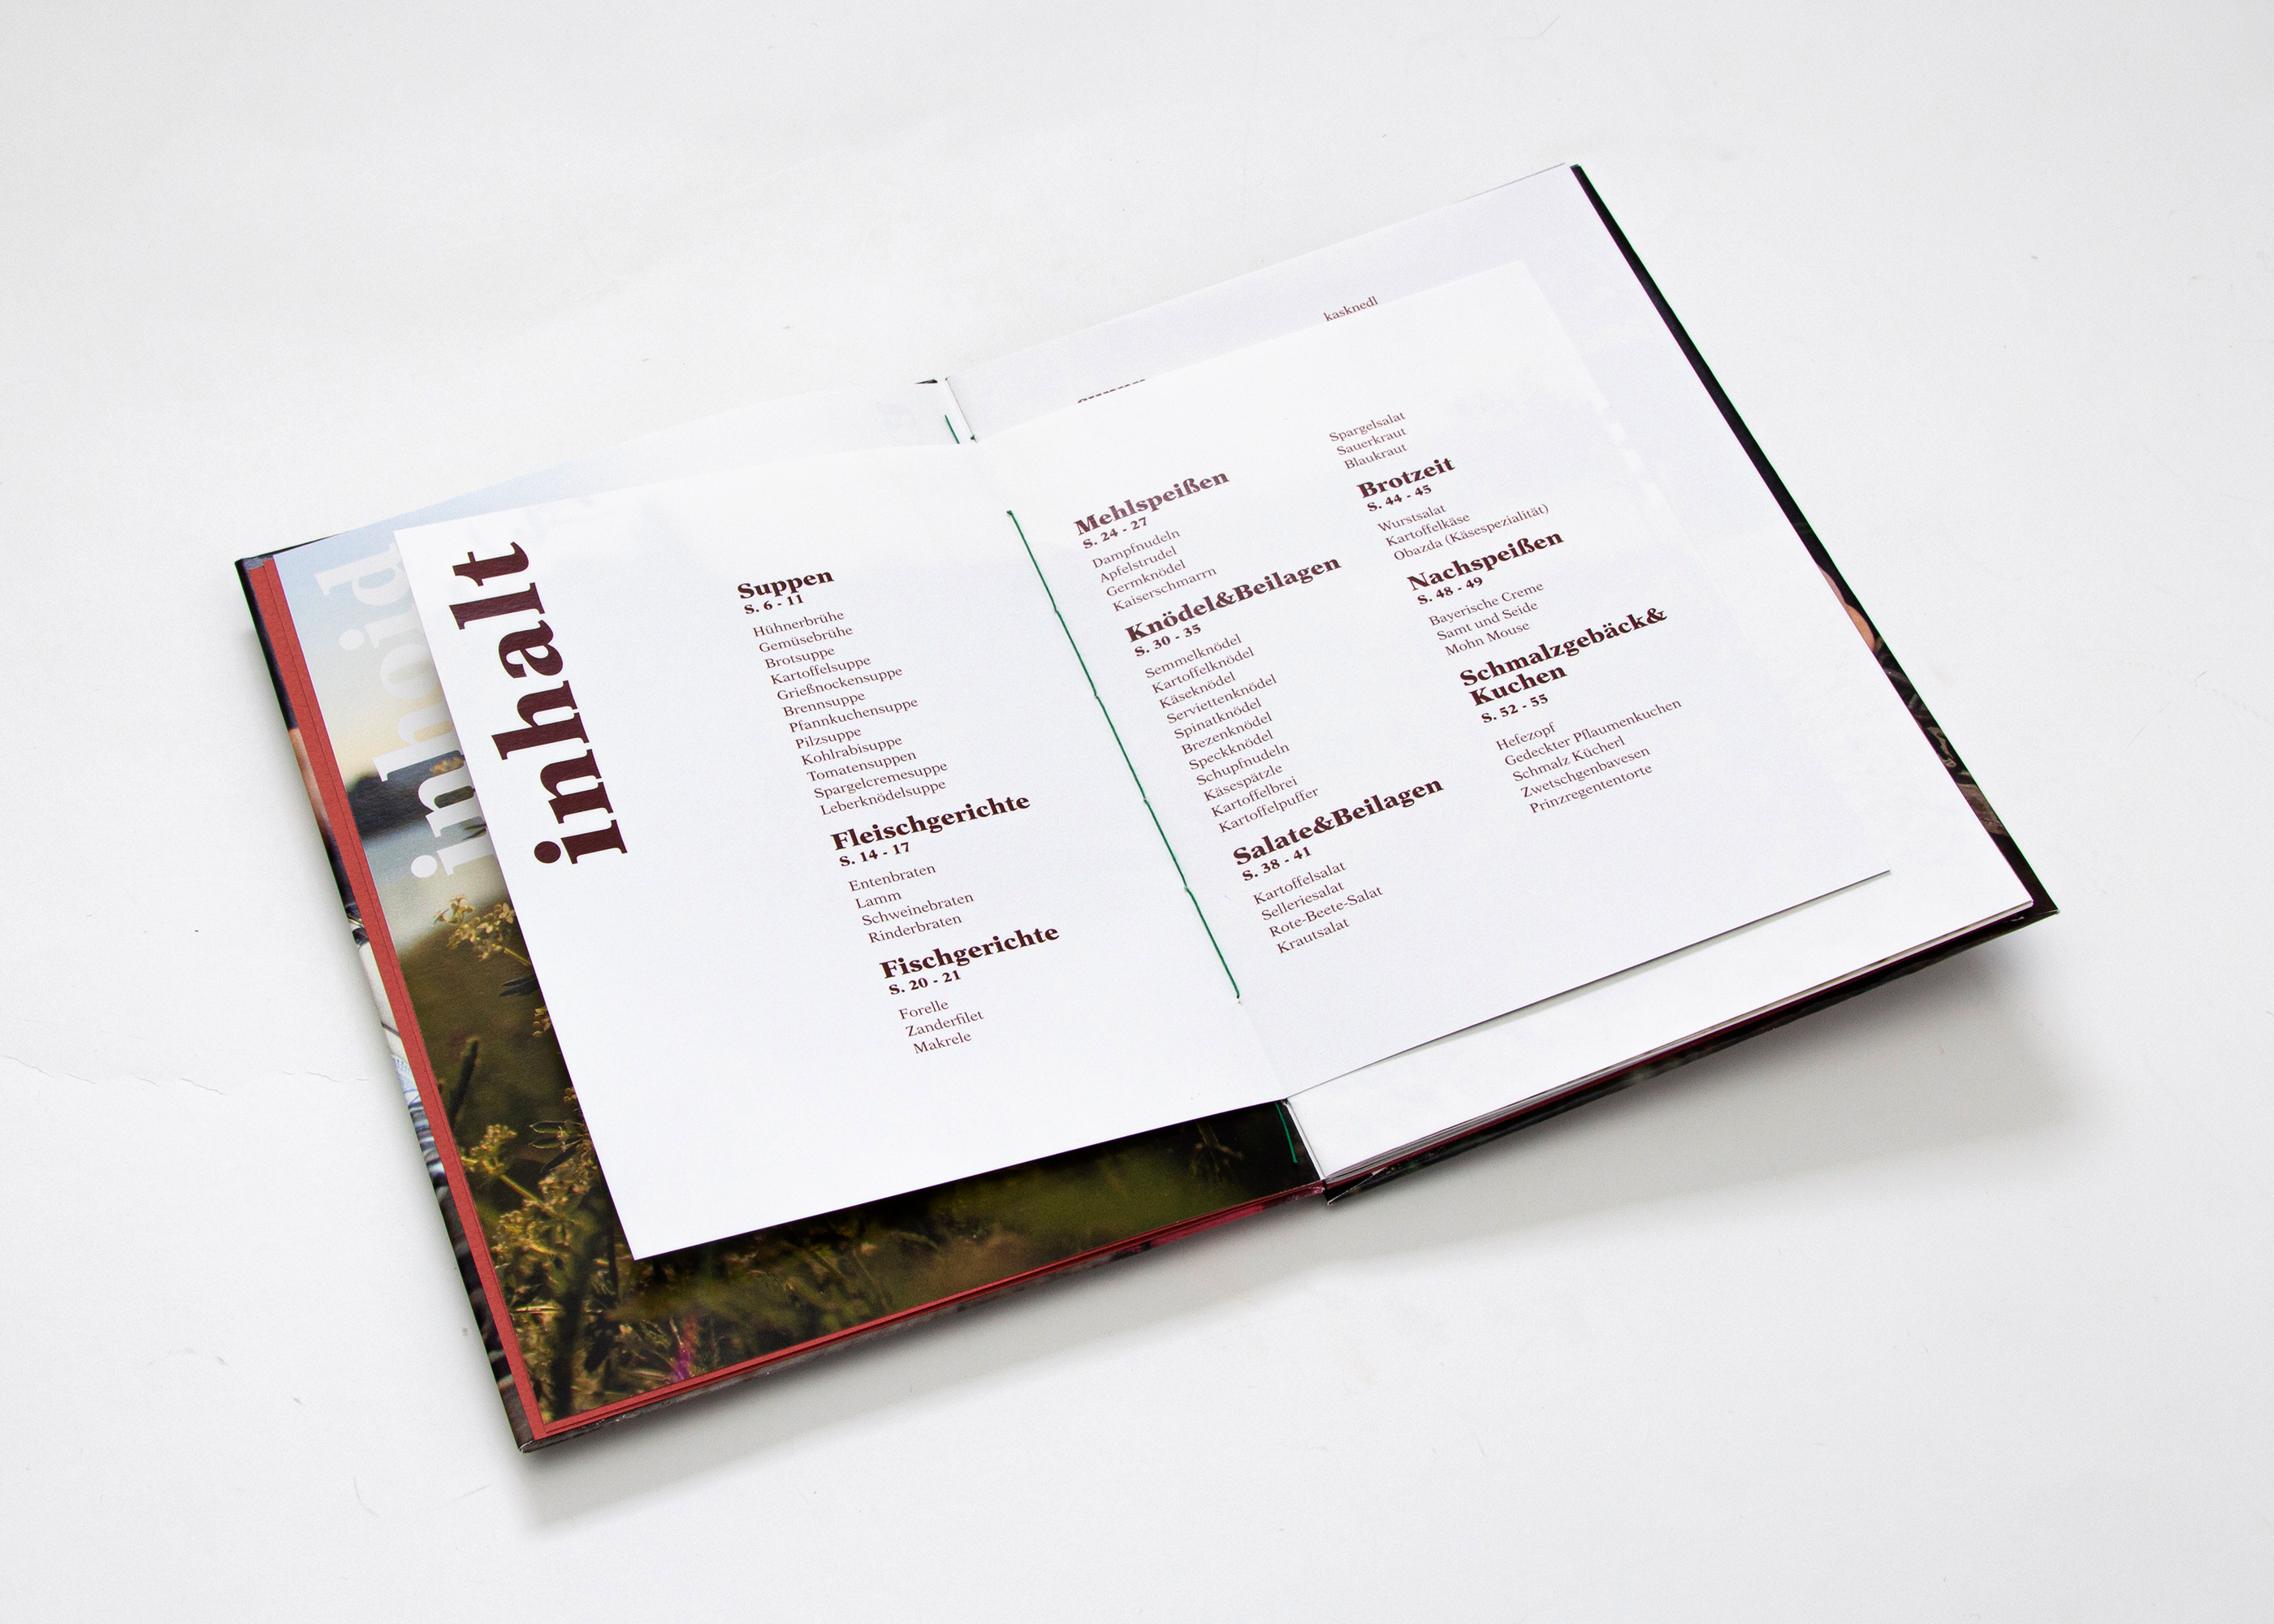 inhoid
inhalt
Suppen
S. 6 - 11
Hühnerbrühe
Gemüsebrühe
Brotsuppe
Kartoffelsuppe
Grießnockensuppe
Brennsuppe
Pfannkuchensuppe
Pilzsuppe
Kohlrabisuppe
Tomatensuppen
Spargelcremesuppe
Leberknödelsuppe
Fleischgerichte
S. 14 - 17
Entenbraten
Lamm
Schweinebraten
Rinderbraten
Fischgerichte
S. 20 - 21
Forelle
Zanderfilet
Makrele
kasknedl
Mehlspeißen
S. 24 - 27
Dampfnudeln
Apfelstrudel
Germknödel
Kaiserschmarrn
Knödel&Beilagen
S. 30 - 35
Semmelknödel
Kartoffelknödel
Käseknödel
Serviettenknödel
Spinatknödel
Brezenknödel
Speckknödel
Schupfnudeln
Käsespätzle
Kartoffelbrei
Kartoffelpuffer
Salate&Beilagen
S. 38 - 41
Kartoffelsalat
Selleriesalat
Rote-Beete-Salat
Krautsalat
Spargelsalat
Sauerkraut
Blaukraut
Brotzeit
S. 44 - 45
Wurstsalat
Kartoffelkäse
Obazda (Käsespezialität)
Nachspeißen
S. 48 - 49
Bayerische Creme
Samt und Seide
Mohn Mouse
Schmalzgebäck&
Kuchen
S. 52 - 55
Hefezopf
Gedeckter Pflaumenkuchen
Schmalz Kücherl
Zwetschgenbavesen
Prinzregententorte